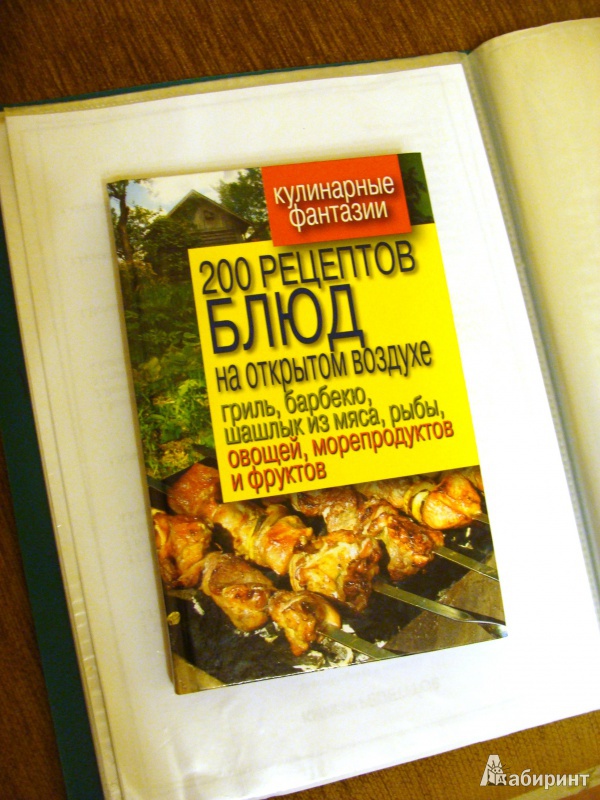 кулинарные
фантазии
200 РЕЦЕПТОВ
БЛЮД
на открытом воздухе
гриль, барбекю,
шашлык из мяса, рыбы,
овощей, морепродуктов
и фруктов
Лабиринт